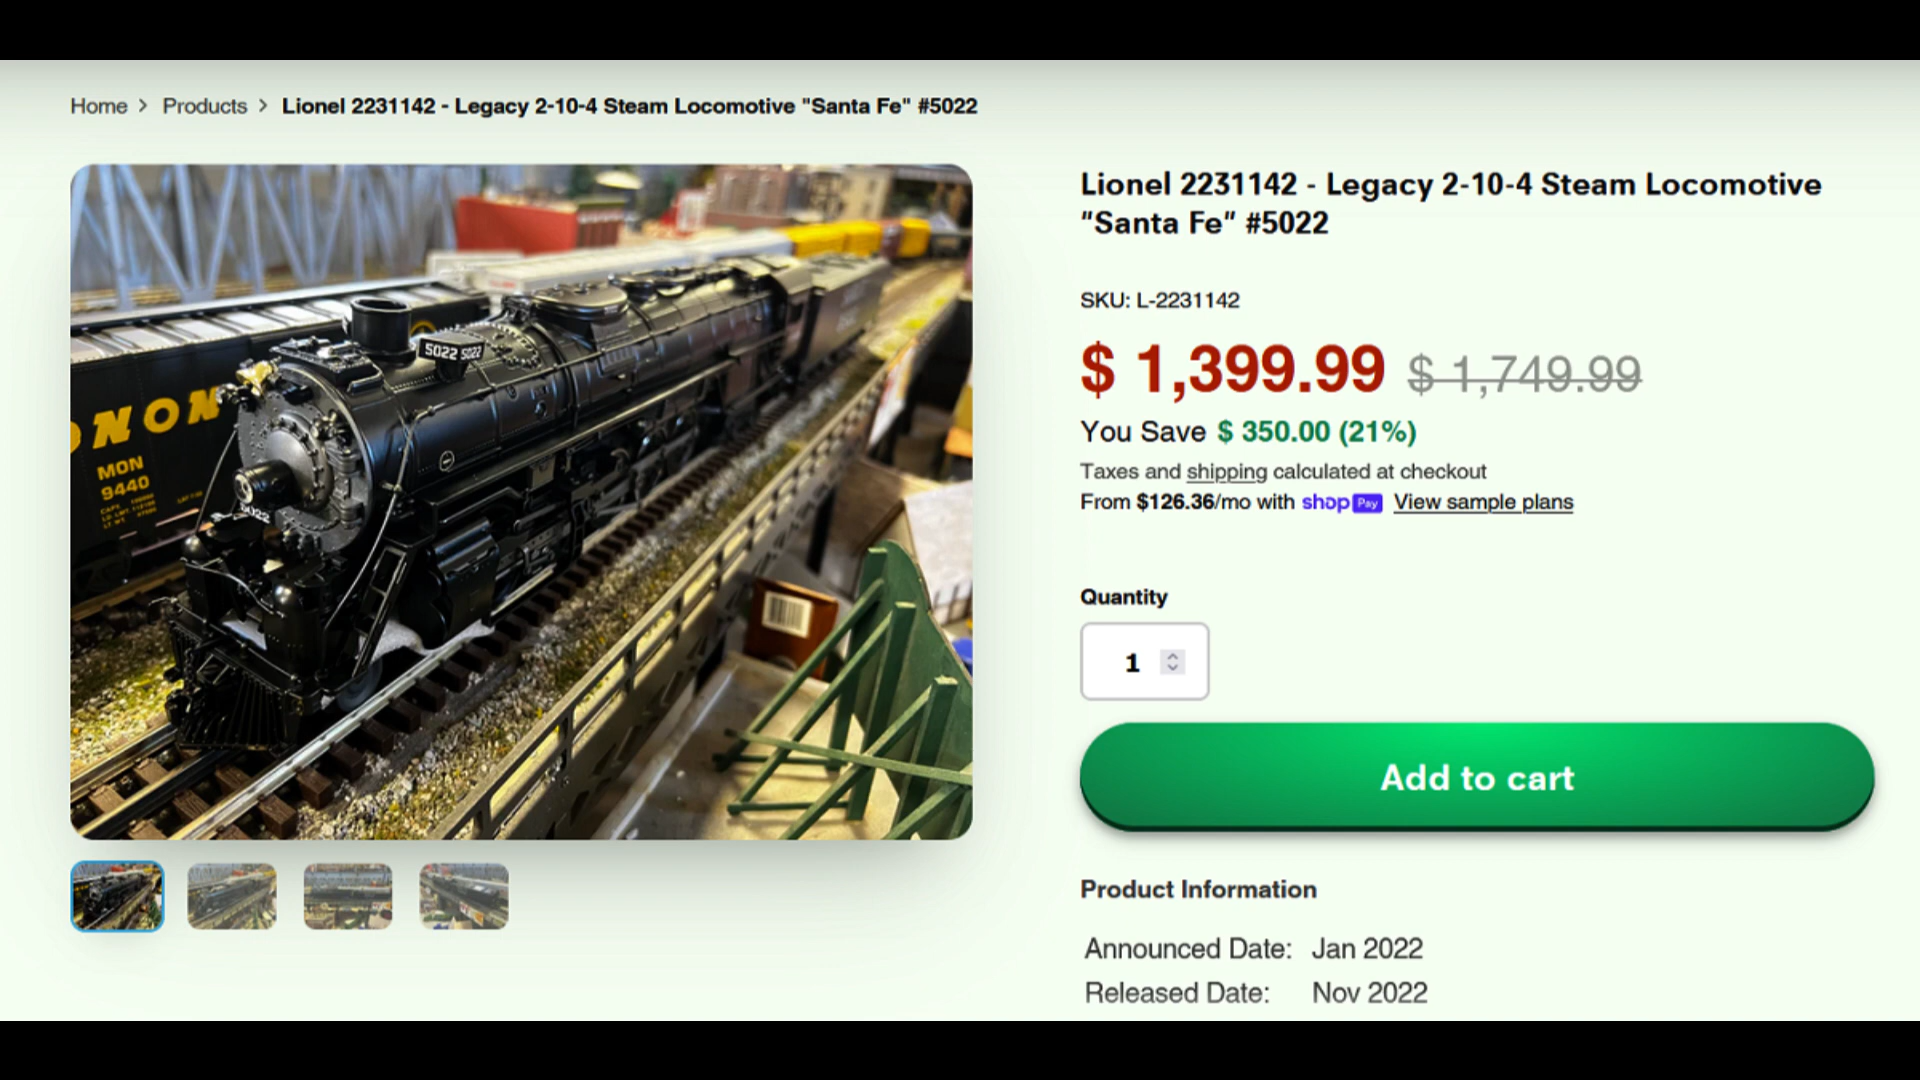 Home > Products > Lionel 2231142 - Legacy 2-10-4 Steam Locomotive "Santa Fe" #5022
Lionel 2231142 - Legacy 2-10-4 Steam Locomotive
"Santa Fe" #5022
SKU: L-2231142
$ 1,399.99 $ 1,749.99
You Save $ 350.00 (21%)
Taxes and shipping calculated at checkout
From $126.36/mo with shop Pay View sample plans
Quantity
1
Add to cart
Product Information
Announced Date: Jan 2022
Released Date: Nov 2022
5022 5022
NON
MON
9440
5022